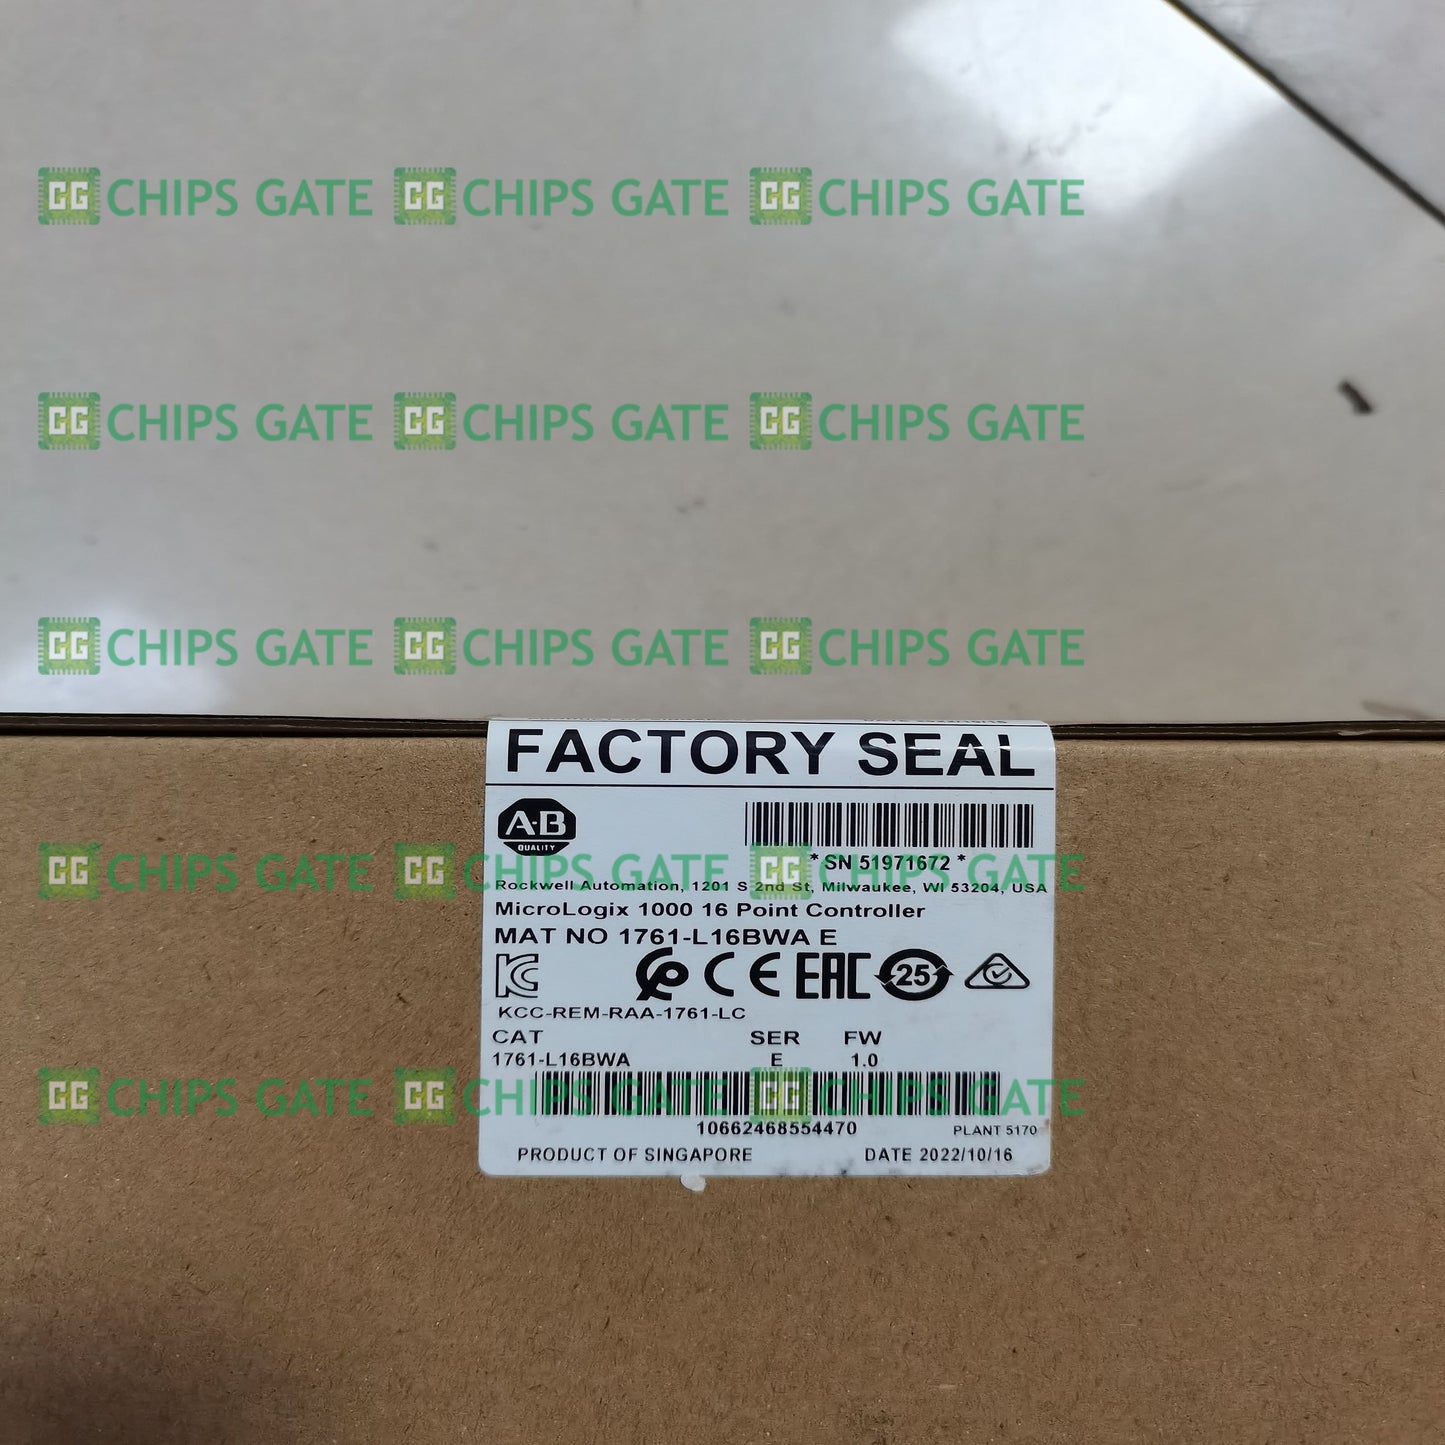 CG CHIPS GATE CG CHIPS GATE CG CHIPS GATE
CG CHIPS GATE CG CHIPS GATE CG CHIPS GATE
CG CHIPS GATE CG CHIPS GATE CG CHIPS GATE
FACTORY SEAL
A-B
QUALITY
* SN 51971672 *
CG CHIPS GATE CG CHIPS GATE CG CHIPS GATE
Rockwell Automation, 1201 S 2nd St, Milwaukee, WI 53204, USA
MicroLogix 1000 16 Point Controller
MAT NO 1761-L16BWA E
KC CE EAC 25
KCC-REM-RAA-1761-LC
CAT SER FW
1761-L16BWA E 1.0
CG CHIPS GATE CG CHIPS GATE CG CHIPS GATE
10662468554470 PLANT 5170
PRODUCT OF SINGAPORE DATE 2022/10/16